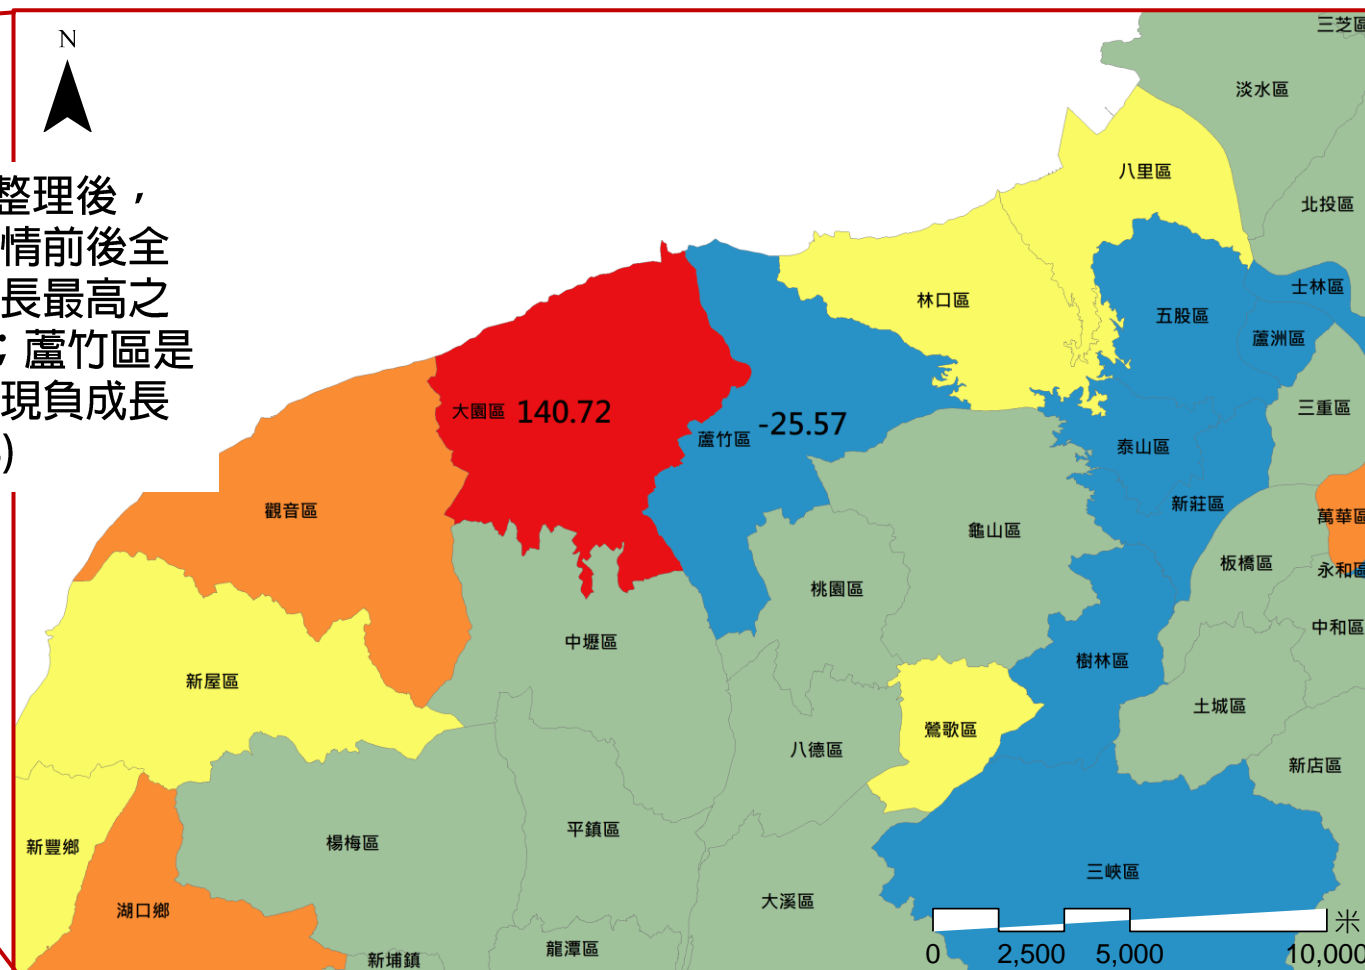 N
整理後，
情前後全
長最高之
；蘆竹區是
現負成長
)
三芝區
淡水區
八里區
北投區
林口區
士林區
五股區
蘆洲區
大園區 140.72
蘆竹區 -25.57
三重區
泰山區
新莊區
觀音區
萬華區
龜山區
板橋區
永和區
桃園區
中和區
中壢區
樹林區
新屋區
土城區
鶯歌區
八德區
新店區
平鎮區
楊梅區
新豐鄉
三峽區
大溪區
湖口鄉
龍潭區
新埔鎮
米
0 2,500 5,000 10,000